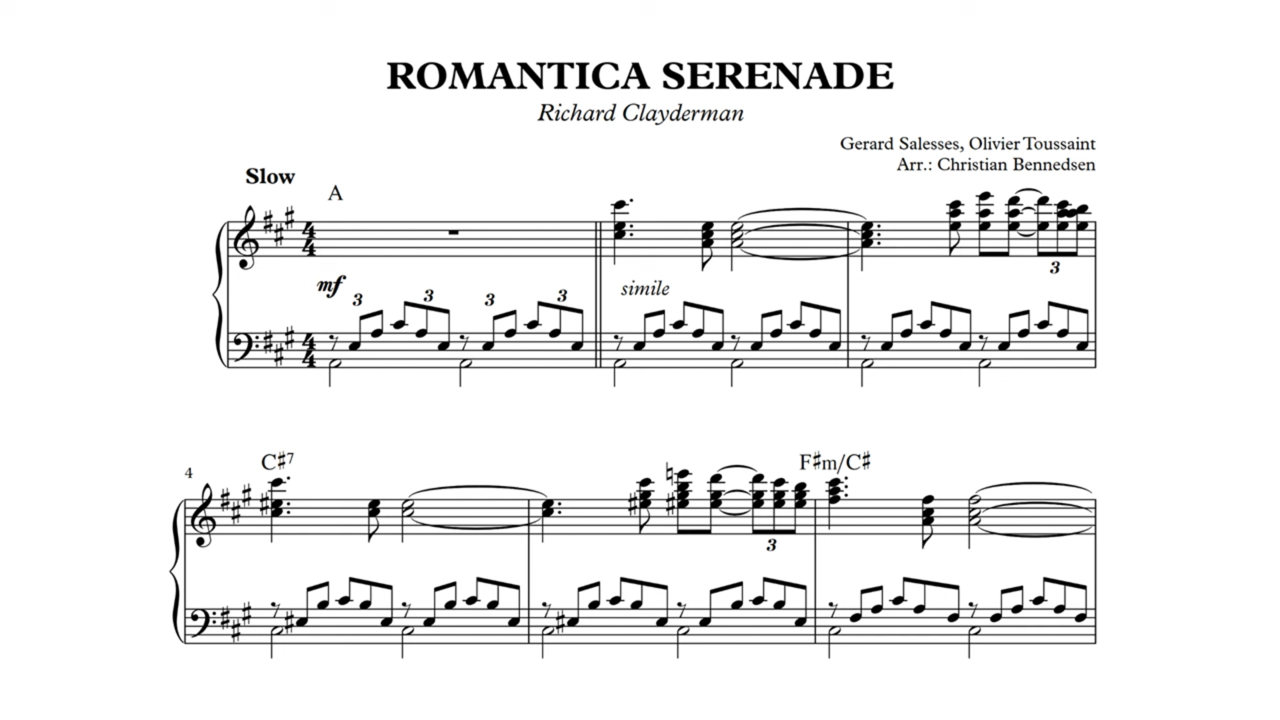 ROMANTICA SERENADE
Richard Clayderman
Gerard Salesses, Olivier Toussaint
Arr.: Christian Bennedsen
Slow
A
mf
3 3 3 3
simile
3
4
C#7
F#m/C#
3